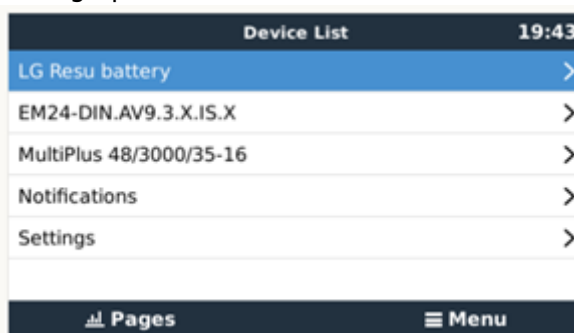 Device List 19:43
LG Resu battery
EM24-DIN.AV9.3.X.IS.X
MultiPlus 48/3000/35-16
Notifications
Settings
Pages Menu